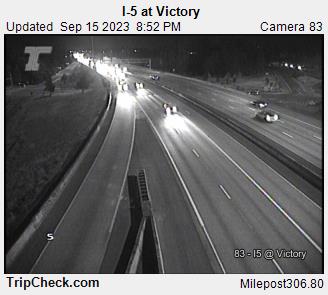 I-5 at Victory
Updated Sep 15 2023 8:52 PM Camera 83
T
S
83 - I5 @ Victory
TripCheck.com Milepost306.80